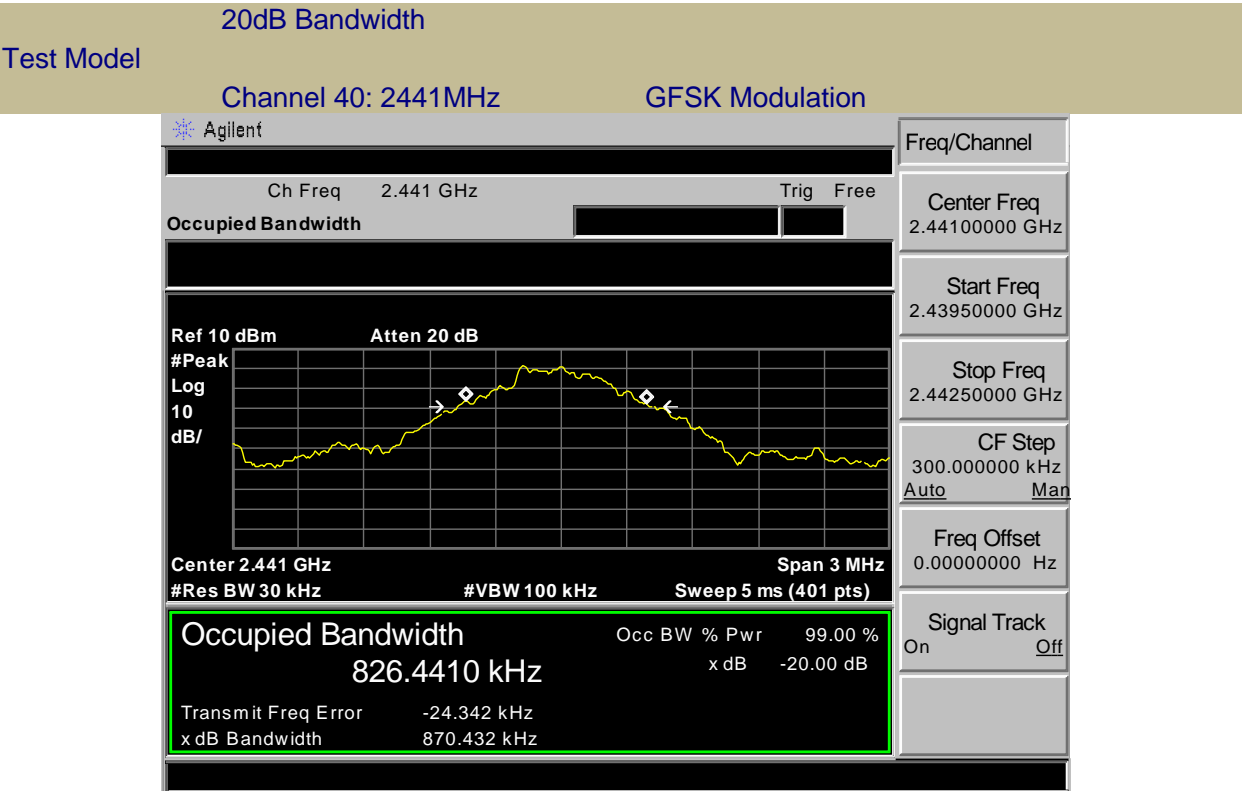 20dB Bandwidth
Test Model
Channel 40: 2441MHz GFSK Modulation
Agilent
Freq/Channel
Ch Freq 2.441 GHz Trig Free
Occupied Bandwidth
Center Freq
2.44100000 GHz
Start Freq
2.43950000 GHz
Stop Freq
2.44250000 GHz
CF Step
300.000000 kHz
Auto Man
Freq Offset
0.00000000 Hz
Signal Track
On Off
Ref 10 dBm Atten 20 dB
#Peak
Log
10
dB/
Center 2.441 GHz Span 3 MHz
#Res BW 30 kHz #VBW 100 kHz Sweep 5 ms (401 pts)
Occupied Bandwidth Occ BW % Pwr 99.00 %
826.4410 kHz x dB -20.00 dB
Transmit Freq Error -24.342 kHz
x dB Bandwidth 870.432 kHz